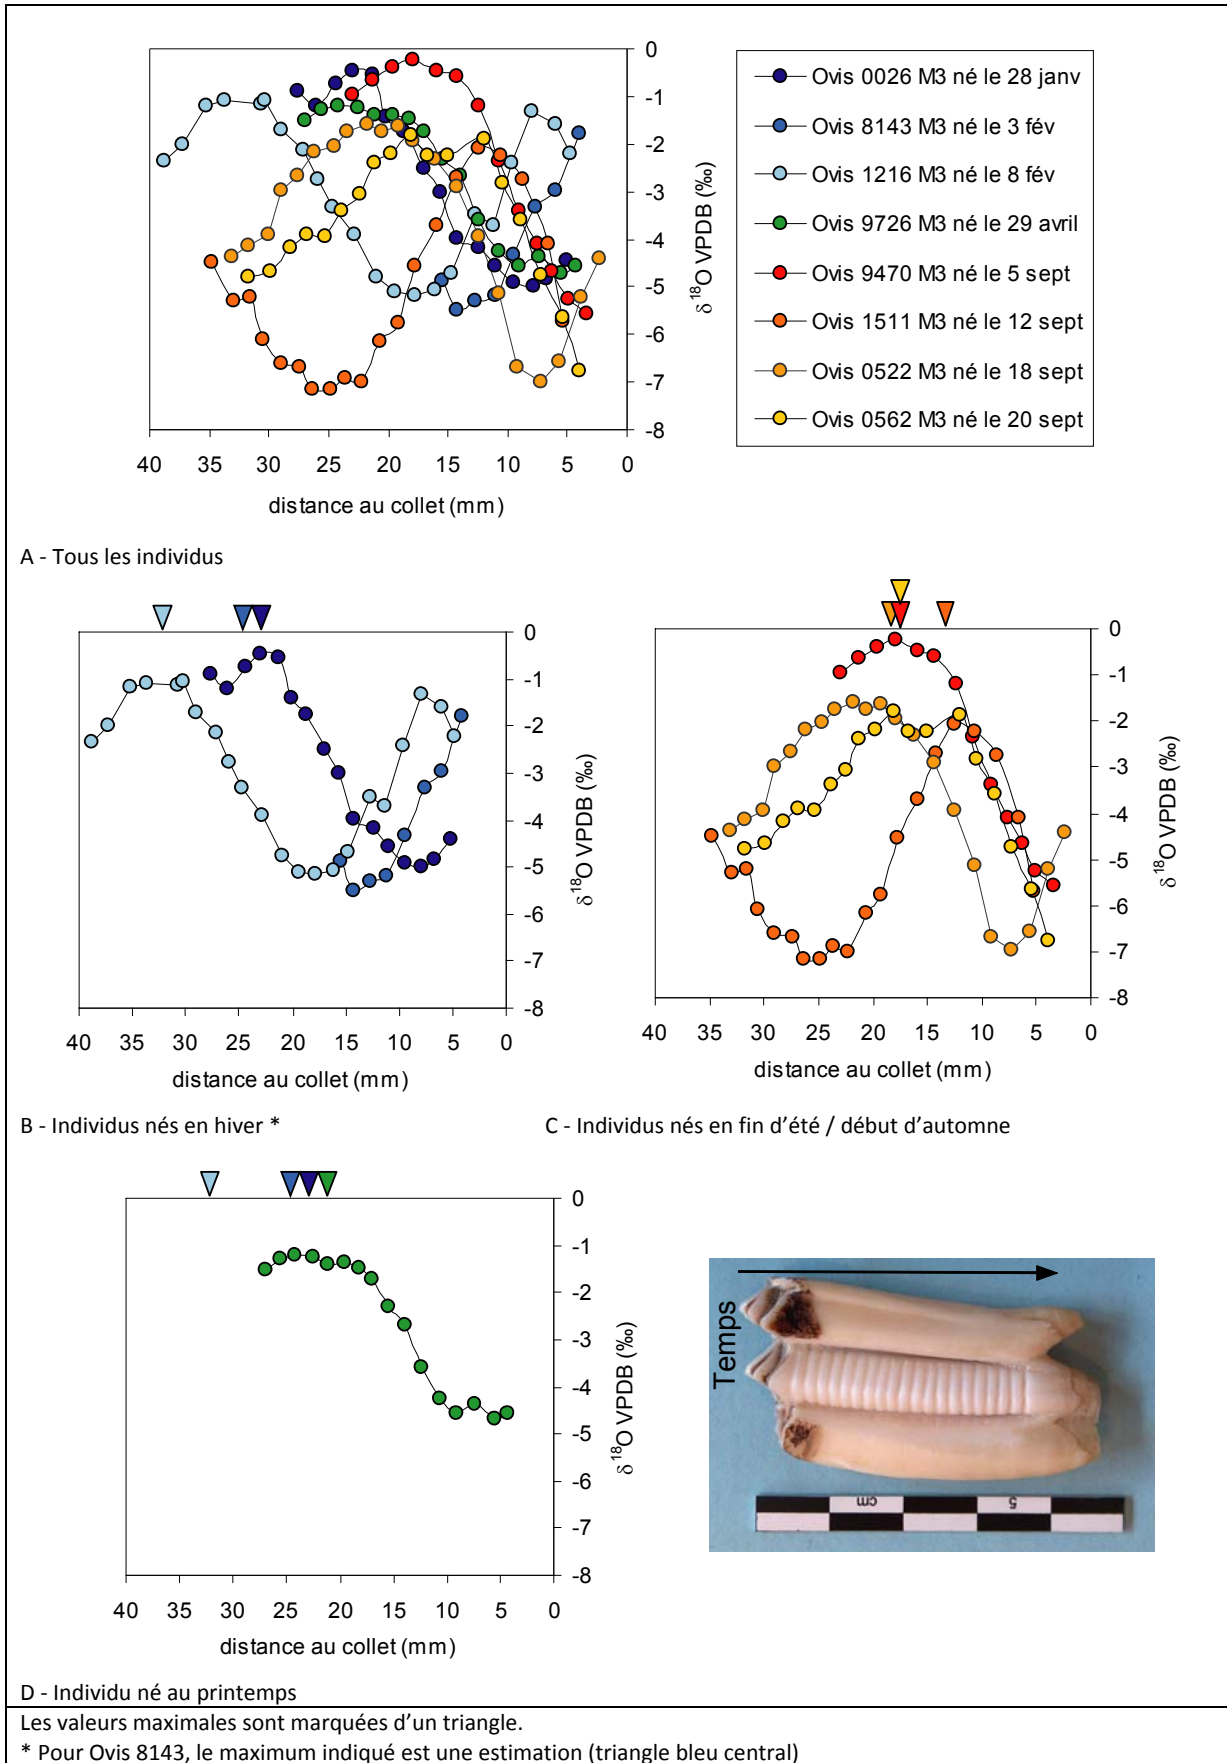 0
-1
-2
-3
-4
-5
-6
-7
-8
40 35 30 25 20 15 10 5 0
distance au collet (mm)
δ ¹⁸O VPDB (‰)
Ovis 0026 M3 né le 28 janv
Ovis 8143 M3 né le 3 fév
Ovis 1216 M3 né le 8 fév
Ovis 9726 M3 né le 29 avril
Ovis 9470 M3 né le 5 sept
Ovis 1511 M3 né le 12 sept
Ovis 0522 M3 né le 18 sept
Ovis 0562 M3 né le 20 sept
A - Tous les individus
0
-1
-2
-3
-4
-5
-6
-7
-8
40 35 30 25 20 15 10 5 0
distance au collet (mm)
δ ¹⁸O VPDB (‰)
B - Individus nés en hiver *
0
-1
-2
-3
-4
-5
-6
-7
-8
40 35 30 25 20 15 10 5 0
distance au collet (mm)
δ ¹⁸O VPDB (‰)
C - Individus nés en fin d’été / début d’automne
0
-1
-2
-3
-4
-5
-6
-7
-8
40 35 30 25 20 15 10 5 0
distance au collet (mm)
δ ¹⁸O VPDB (‰)
D - Individu né au printemps
Temps
cm 5
Les valeurs maximales sont marquées d’un triangle.
* Pour Ovis 8143, le maximum indiqué est une estimation (triangle bleu central)